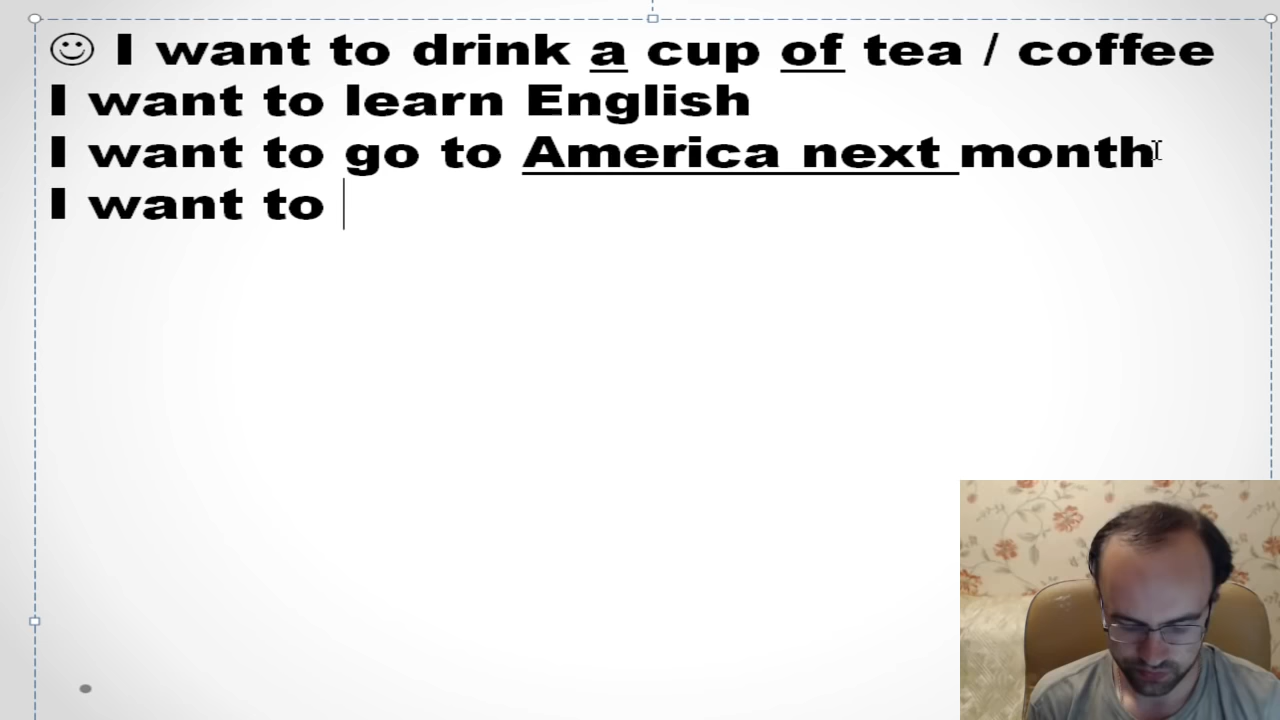 ☺ I want to drink a cup of tea / coffee
I want to learn English
I want to go to America next month
I want to